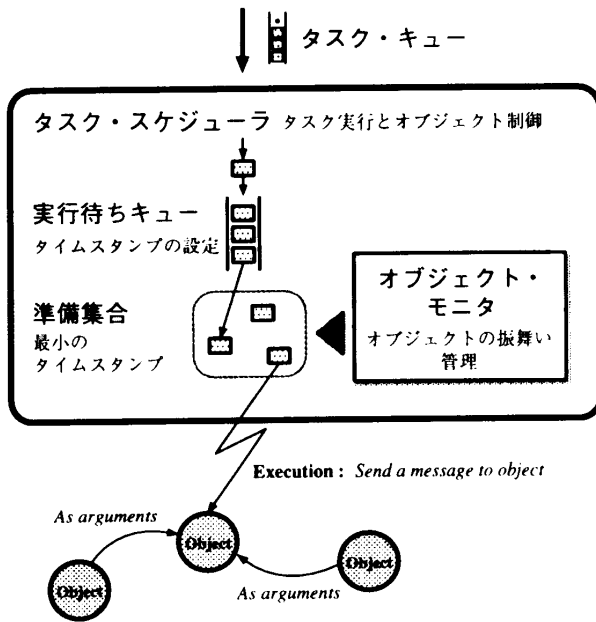 タスク・キュー
タスク・スケジューラ タスク実行とオブジェクト制御
実行待ちキュー
タイムスタンプの設定
準備集合
最小の
タイムスタンプ
オブジェクト・
モニタ
オブジェクトの振舞い
管理
Execution : Send a message to object
As arguments
Object
Object
Object
As arguments